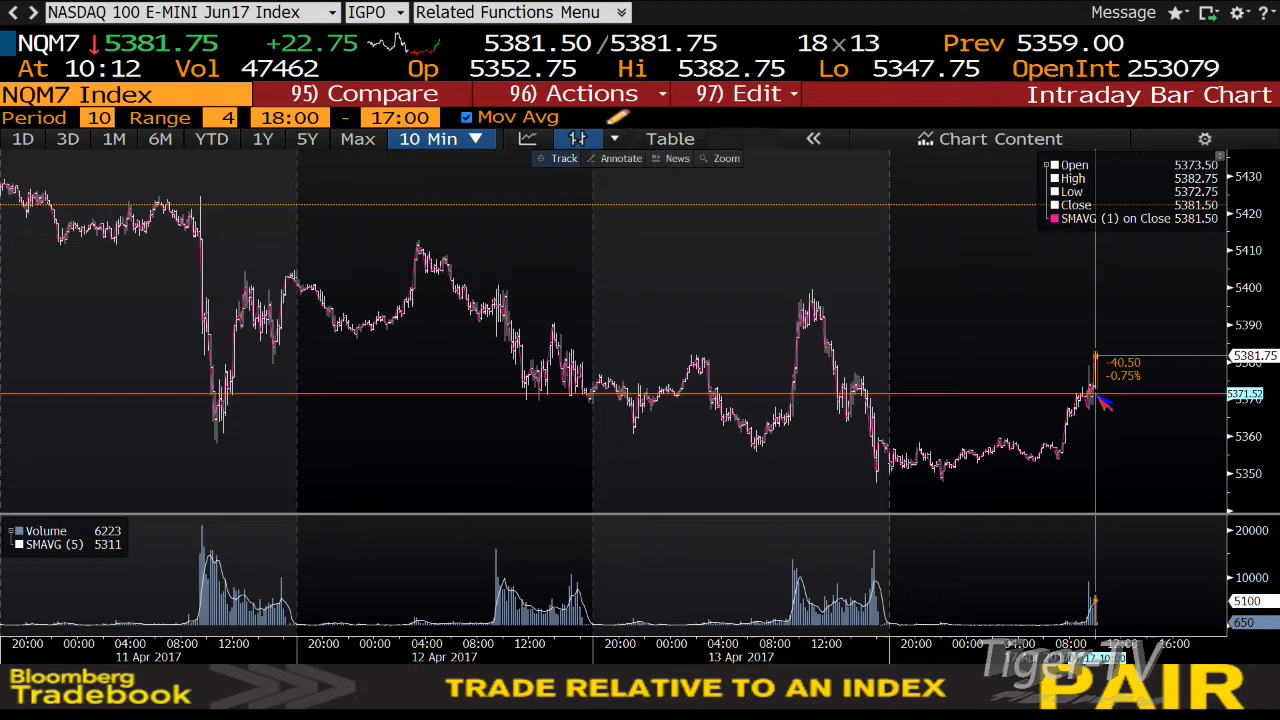 NASDAQ 100 E-MINI Jun17 Index IGPO Related Functions Menu Message ?
NQM7 5381.75 +22.75 5381.50 /5381.75 18 x 13 Prev 5359.00
At 10:12 Vol 47462 Op 5352.75 Hi 5382.75 Lo 5347.75 OpenInt 253079
NQM7 Index 95) Compare 96) Actions 97) Edit Intraday Bar Chart
Period 10 Range 4 18:00 - 17:00 Mov Avg
1D 3D 1M 6M YTD 1Y 5Y Max 10 Min Table Chart Content
Track Annotate News Zoom
Open 5373.50
High 5382.75
Low 5372.75
Close 5381.50
SMAVG (1) on Close 5381.50
5430
5420
5410
5400
5390
5381.75
-40.50
-0.75%
5371.52
5370
5360
5350
Volume 6223
SMAVG (5) 5311
20000
10000
5100
650
20:00 00:00 04:00 08:00 12:00 20:00 00:00 04:00 08:00 12:00 20:00 00:00 04:00 08:00 12:00 20:00 00:00 04:00 08:00 12:00 16:00
11 Apr 2017 12 Apr 2017 13 Apr 2017
Tiger-TV
Bloomberg
Tradebook
TRADE RELATIVE TO AN INDEX
PAIR